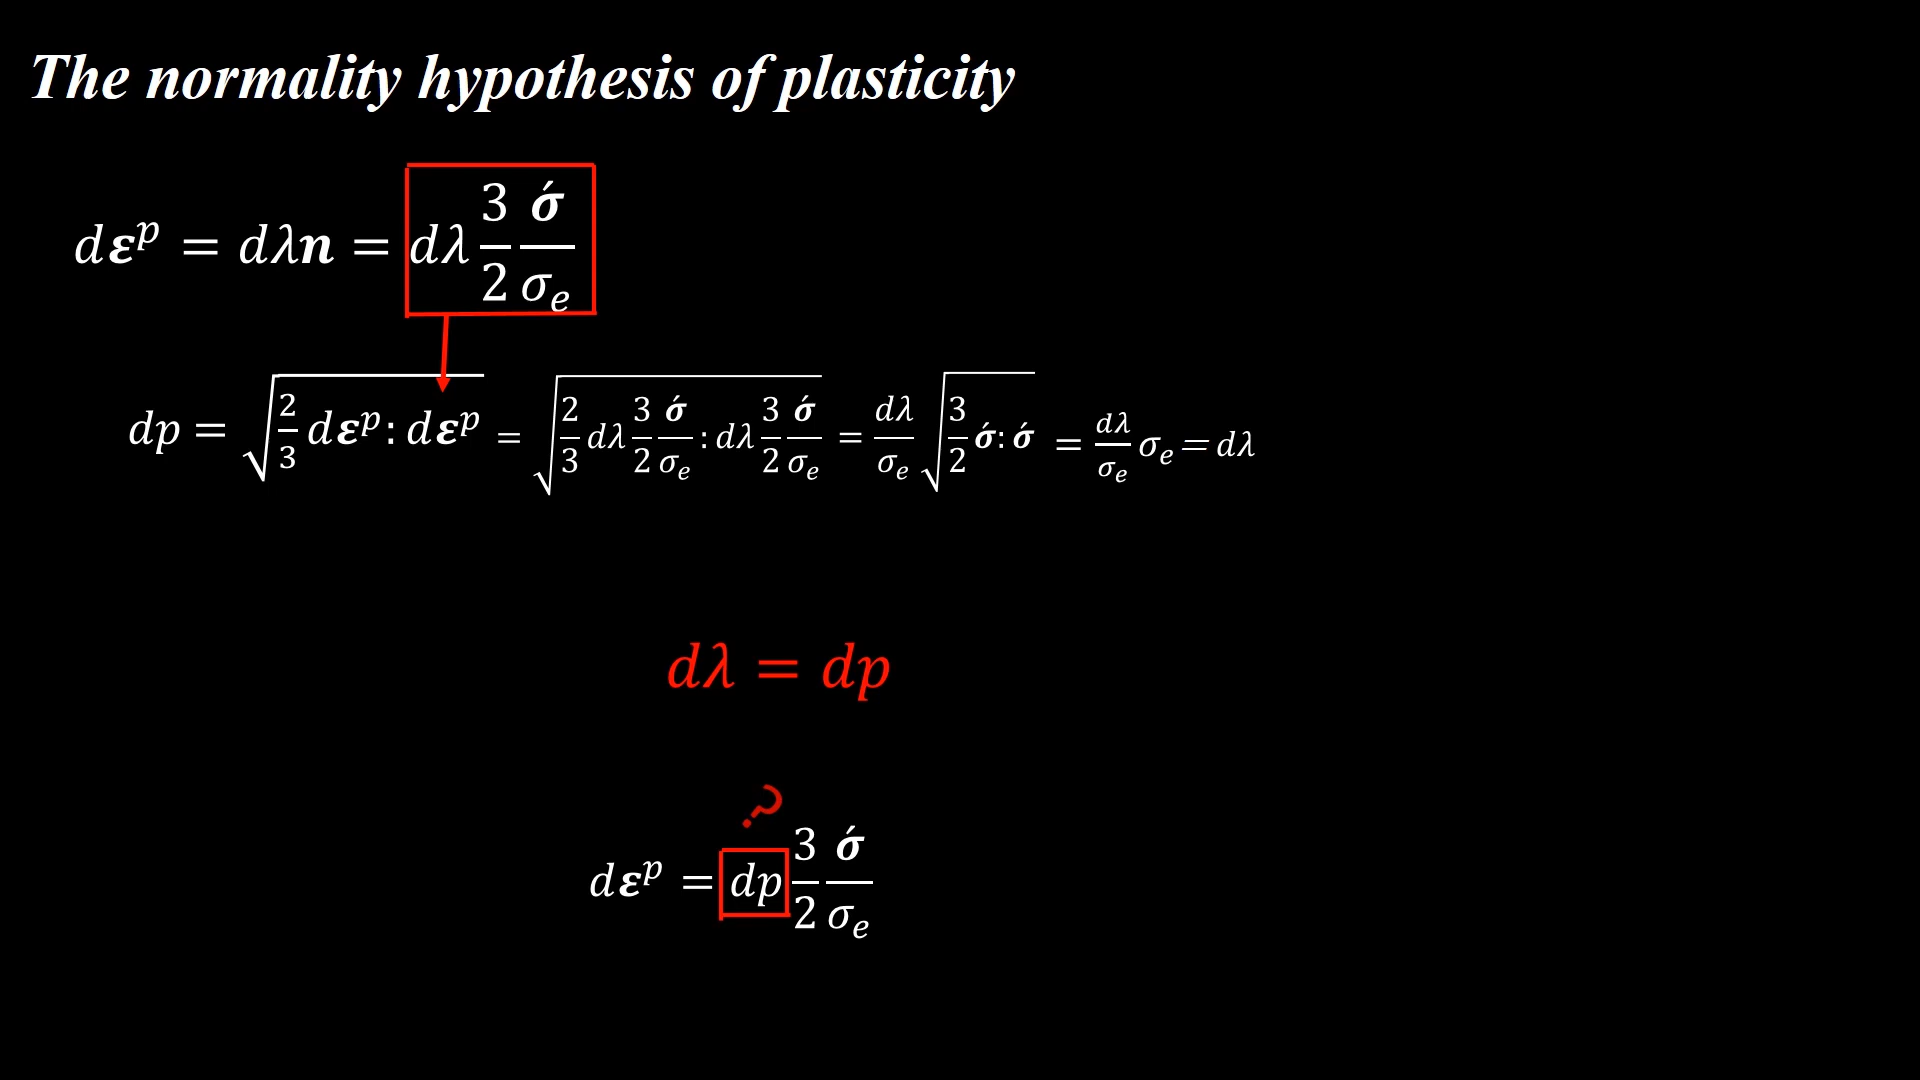 The normality hypothesis of plasticity
d𝜺^p = dλ𝒏 = dλ 3/2 𝝈́/σ_e
dp = √(2/3 d𝜺^p : d𝜺^p) = √(2/3 dλ 3/2 𝝈́/σ_e : dλ 3/2 𝝈́/σ_e) = dλ/σ_e √(3/2 𝝈́ : 𝝈́) = dλ/σ_e σ_e = dλ
dλ = dp
?
d𝜺^p = dp 3/2 𝝈́/σ_e